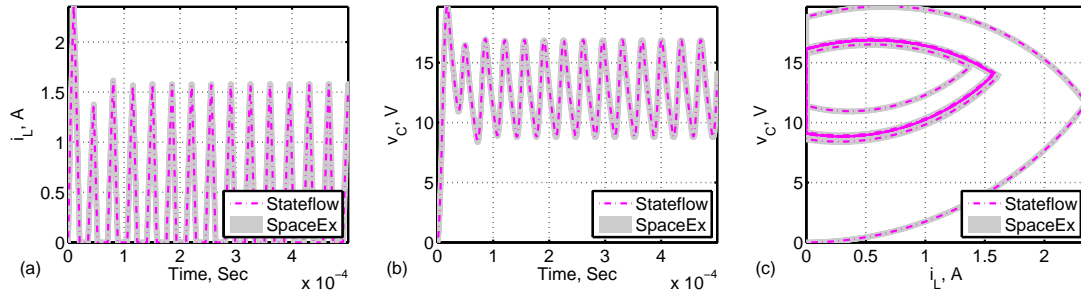 i_L, A
2
1.5
1
0.5
0
0 1 2 3 4 5
Time, Sec
x 10^-4
Stateflow
SpaceEx
(a)
v_C, V
15
10
5
0
0 1 2 3 4 5
Time, Sec
x 10^-4
Stateflow
SpaceEx
(b)
v_C, V
15
10
5
0
0 0.5 1 1.5 2
i_L, A
Stateflow
SpaceEx
(c)